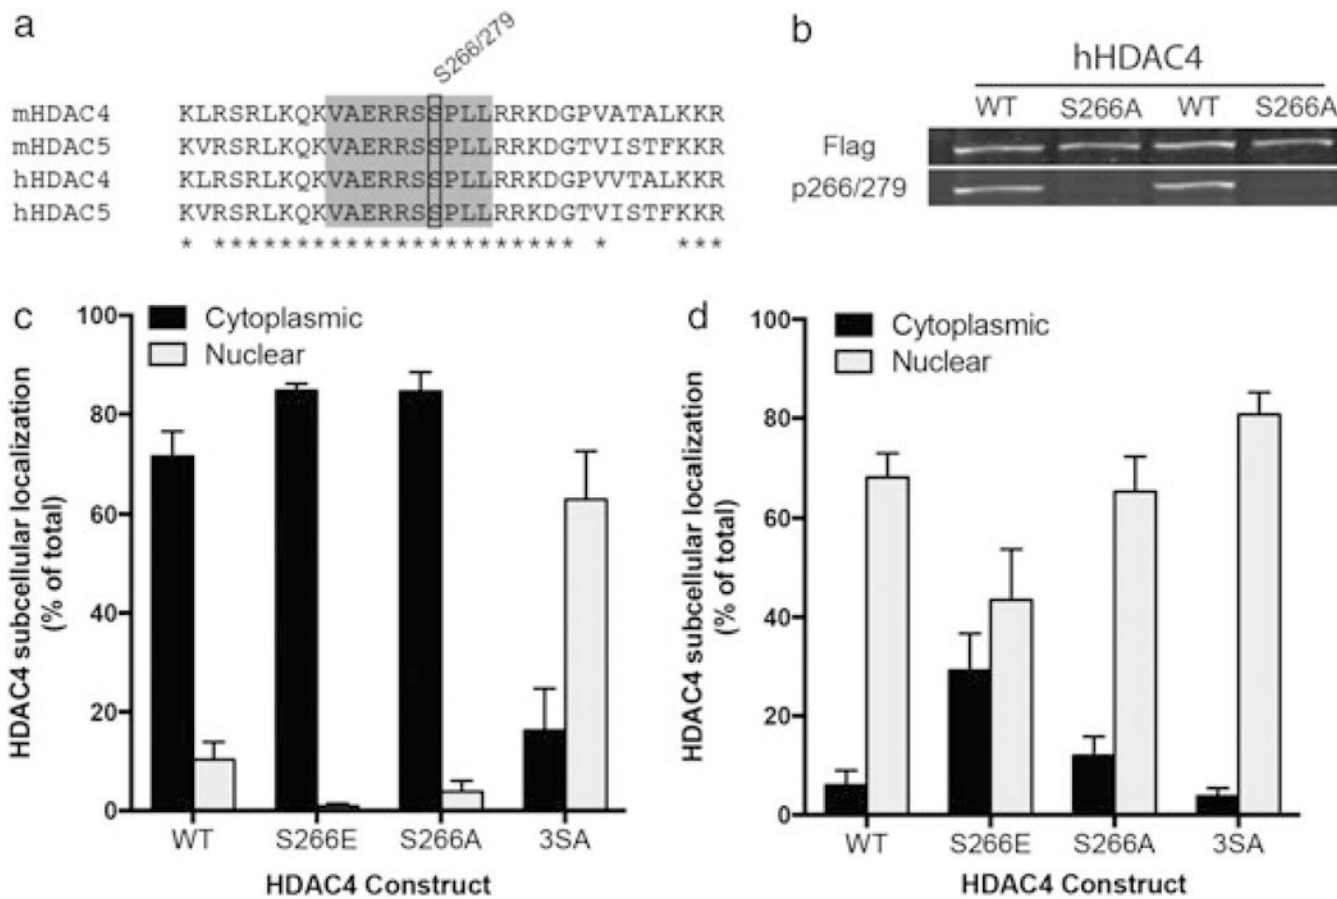 a
S266/279
mHDAC4 KLRSRLKQKVAERRSSPLLRRKDGPVATALKKR
mHDAC5 KVRSRLKQKVAERRSSPLLRRKDGTVISTFKKR
hHDAC4 KLRSRLKQKVAERRSSPLLRRKDGPVVTALKKR
hHDAC5 KVRSRLKQKVAERRSSPLLRRKDGTVISTFKKR
* ********************** * ***
b
hHDAC4
WT S266A WT S266A
Flag
p266/279
c
Cytoplasmic
Nuclear
HDAC4 subcellular localization
(% of total)
100
80
60
40
20
0
WT S266E S266A 3SA
HDAC4 Construct
d
Cytoplasmic
Nuclear
HDAC4 subcellular localization
(% of total)
100
80
60
40
20
0
WT S266E S266A 3SA
HDAC4 Construct